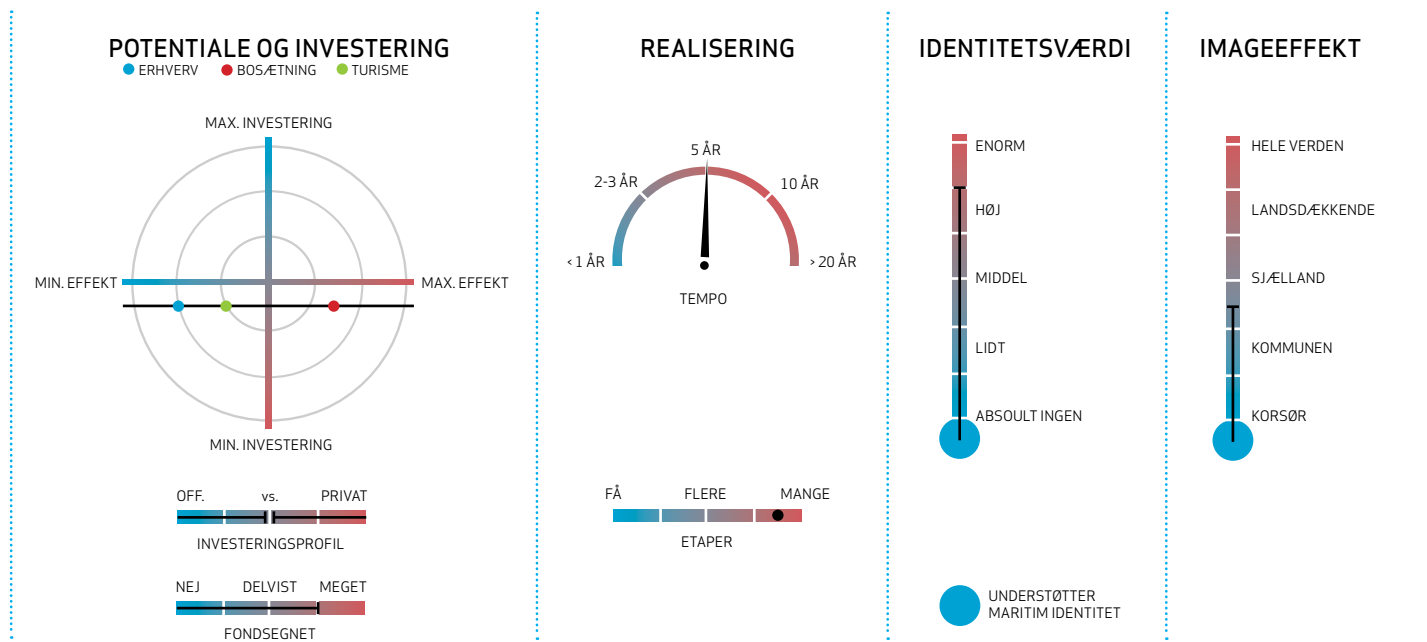 POTENTIALE OG INVESTERING
ERHVERV BOSÆTNING TURISME
MAX. INVESTERING
MIN. EFFEKT MAX. EFFEKT
MIN. INVESTERING
OFF. vs. PRIVAT
INVESTERINGSPROFIL
NEJ DELVIST MEGET
FONDSEGNET
REALISERING
5 ÅR
2-3 ÅR 10 ÅR
<1 ÅR >20 ÅR
TEMPO
FÅ FLERE MANGE
ETAPER
IDENTITETSVÆRDI
ENORM
HØJ
MIDDEL
LIDT
ABSOULT INGEN
UNDERSTØTTER
MARITIM IDENTITET
IMAGEEFFEKT
HELE VERDEN
LANDSDÆKKENDE
SJÆLLAND
KOMMUNEN
KORSØR